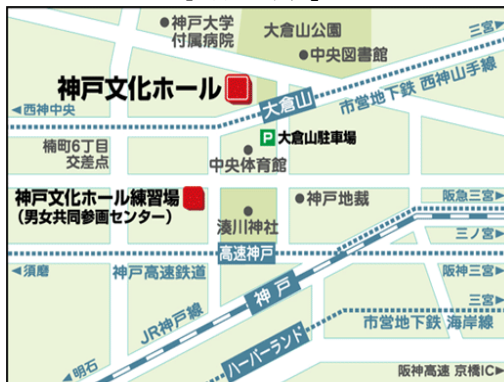 神戸大学
付属病院
大倉山公園
中央図書館
三宮
神戸文化ホール
大倉山
市営地下鉄 西神山手線
西神中央
P 大倉山駐車場
楠町6丁目
交差点
中央体育館
神戸文化ホール練習場
(男女共同参画センター)
湊川神社
神戸地裁
阪急三宮
三ノ宮
高速神戸
須磨
神戸高速鉄道
阪神三宮
神戸
三宮
JR神戸線
市営地下鉄 海岸線
ハーバーランド
明石
阪神高速 京橋IC